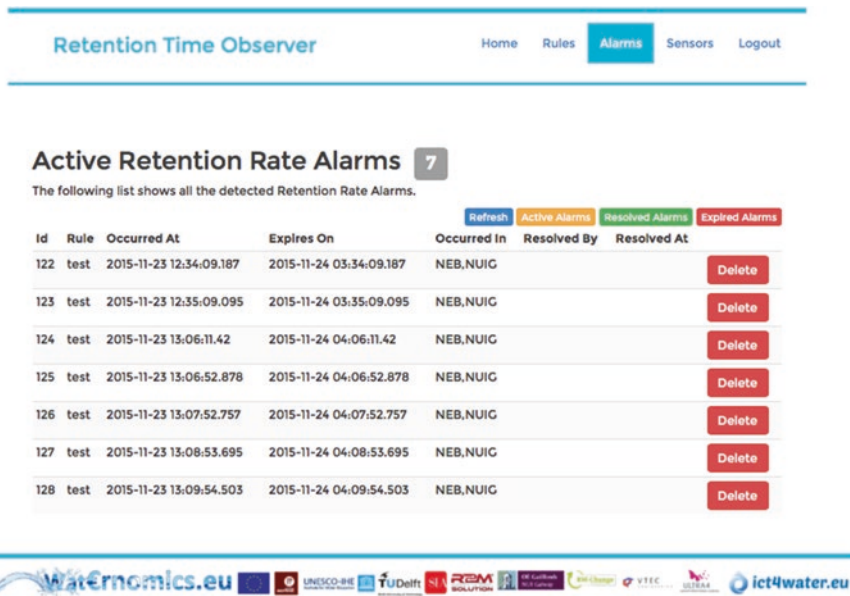 Retention Time Observer Home Rules Alarms Sensors Logout
Active Retention Rate Alarms 7
The following list shows all the detected Retention Rate Alarms.
Refresh Active Alarms Resolved Alarms Expired Alarms
Id Rule Occurred At Expires On Occurred In Resolved By Resolved At
122 test 2015-11-23 12:34:09.187 2015-11-24 03:34:09.187 NEB,NUIG Delete
123 test 2015-11-23 12:35:09.095 2015-11-24 03:35:09.095 NEB,NUIG Delete
124 test 2015-11-23 13:06:11.42 2015-11-24 04:06:11.42 NEB,NUIG Delete
125 test 2015-11-23 13:06:52.878 2015-11-24 04:06:52.878 NEB,NUIG Delete
126 test 2015-11-23 13:07:52.757 2015-11-24 04:07:52.757 NEB,NUIG Delete
127 test 2015-11-23 13:08:53.695 2015-11-24 04:08:53.695 NEB,NUIG Delete
128 test 2015-11-23 13:09:54.503 2015-11-24 04:09:54.503 NEB,NUIG Delete
Wat€rnomics.eu UNESCO-IHE TUDelft R2M SOLUTION BM-Change VTEC ULTRA4 ict4water.eu